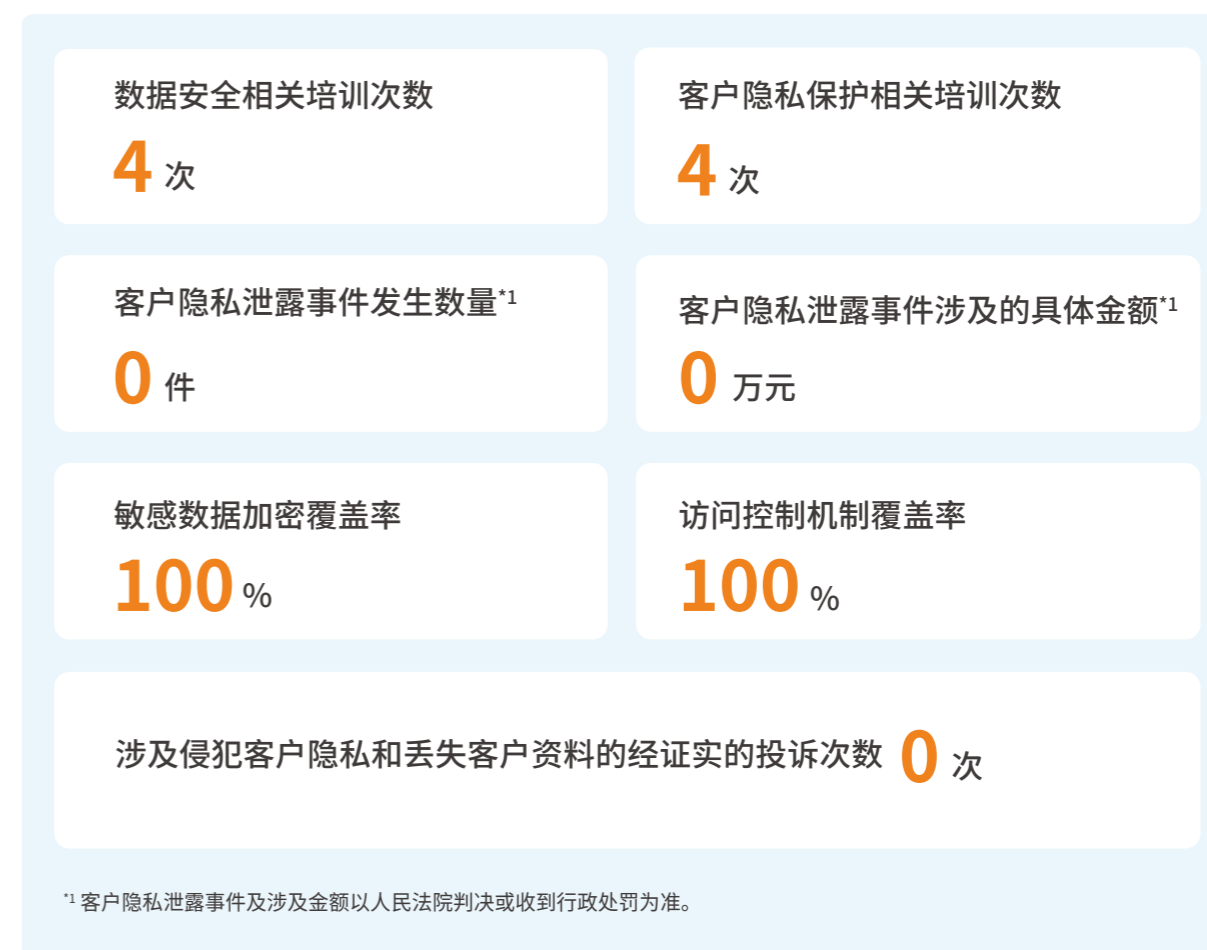 数据安全相关培训次数
4 次
客户隐私保护相关培训次数
4 次
客户隐私泄露事件发生数量*1
0 件
客户隐私泄露事件涉及的具体金额*1
0 万元
敏感数据加密覆盖率
100 %
访问控制机制覆盖率
100 %
涉及侵犯客户隐私和丢失客户资料的经证实的投诉次数 0 次
*1 客户隐私泄露事件及涉及金额以人民法院判决或收到行政处罚为准。